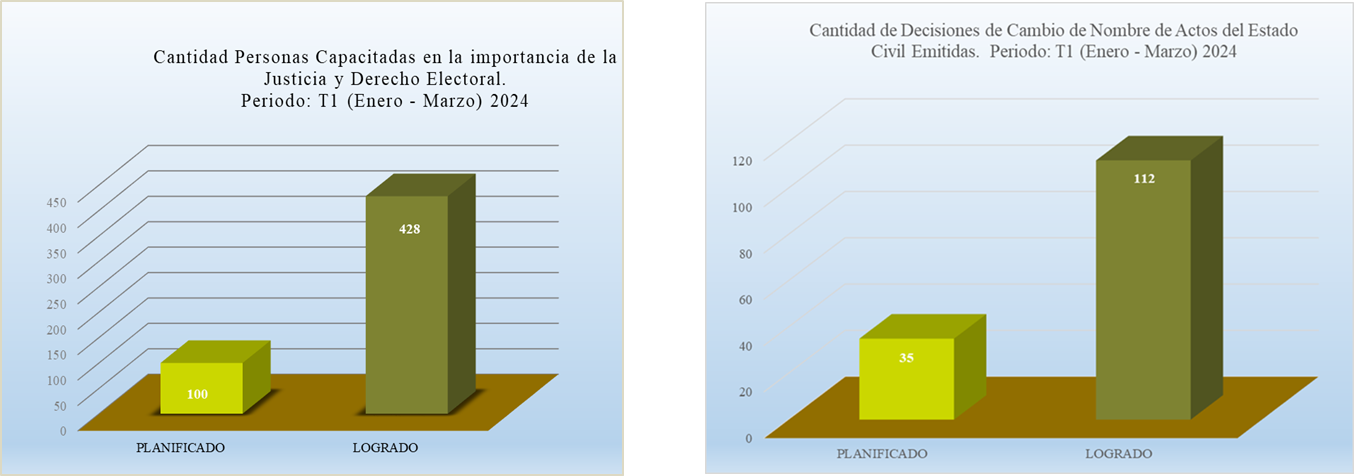 Cantidad Personas Capacitadas en la importancia de la
Justicia y Derecho Electoral.
Periodo: T1 (Enero - Marzo) 2024
450
400
350
300
250
200
150
100
50
0
428
100
PLANIFICADO
LOGRADO
Cantidad de Decisiones de Cambio de Nombre de Actos del Estado
Civil Emitidas. Periodo: T1 (Enero - Marzo) 2024
120
100
80
60
40
20
0
112
35
PLANIFICADO
LOGRADO